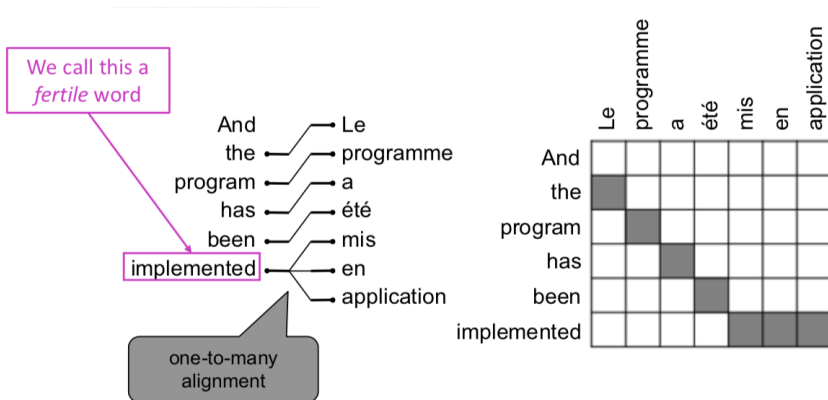 We call this a
fertile word
And
the
program
has
been
implemented
Le
programme
a
été
mis
en
application
one-to-many
alignment
Le
programme
a
été
mis
en
application
And
the
program
has
been
implemented